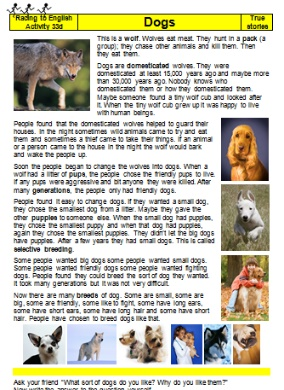 Racing to English
Activity 33d
Dogs
True
stories
This is a wolf. Wolves eat meat. They hunt in a pack (a
group); they chase other animals and kill them. Then
they eat them.
Dogs are domesticated wolves. They were
domesticated at least 15,000 years ago and maybe more
than 30,000 years ago. Nobody knows who
domesticated them or how they domesticated them.
Maybe someone found a tiny wolf cub and looked after
it. When the tiny wolf cub grew up it was happy to live
with human beings.
People found that the domesticated wolves helped to guard their
houses. In the night sometimes wild animals came to try and eat
them and sometimes a thief came to take their things. If an animal
or a person came to the house in the night the wolf would bark
and wake the people up.
Soon the people began to change the wolves into dogs. When a
wolf had a litter of pups, the people chose the friendly pups to live.
If any pups were aggressive and bit anyone they were killed. After
many generations, the people only had friendly dogs.
People found it easy to change dogs. If they wanted a small dog,
they chose the smallest dog from a litter. Maybe they gave the
other puppies to someone else. When the small dog had puppies,
they chose the smallest puppy and when that dog had puppies,
again they chose the smallest puppies. They didn't let the big dogs
have puppies. After a few years they had small dogs. This is called
selective breeding.
Some people wanted big dogs some people wanted small dogs.
Some people wanted friendly dogs some people wanted fighting
dogs. People found they could breed the sort of dog they wanted.
It took many generations but it was not very difficult.
Now there are many breeds of dog. Some are small, some are
big, some are friendly, some like to fight, some have long ears,
some have short ears, some have long hair and some have short
hair. People have chosen to breed dogs like that.
Ask your friend "What sort of dogs do you like? Why do you like them?"
Now write the answer to the question yourself.